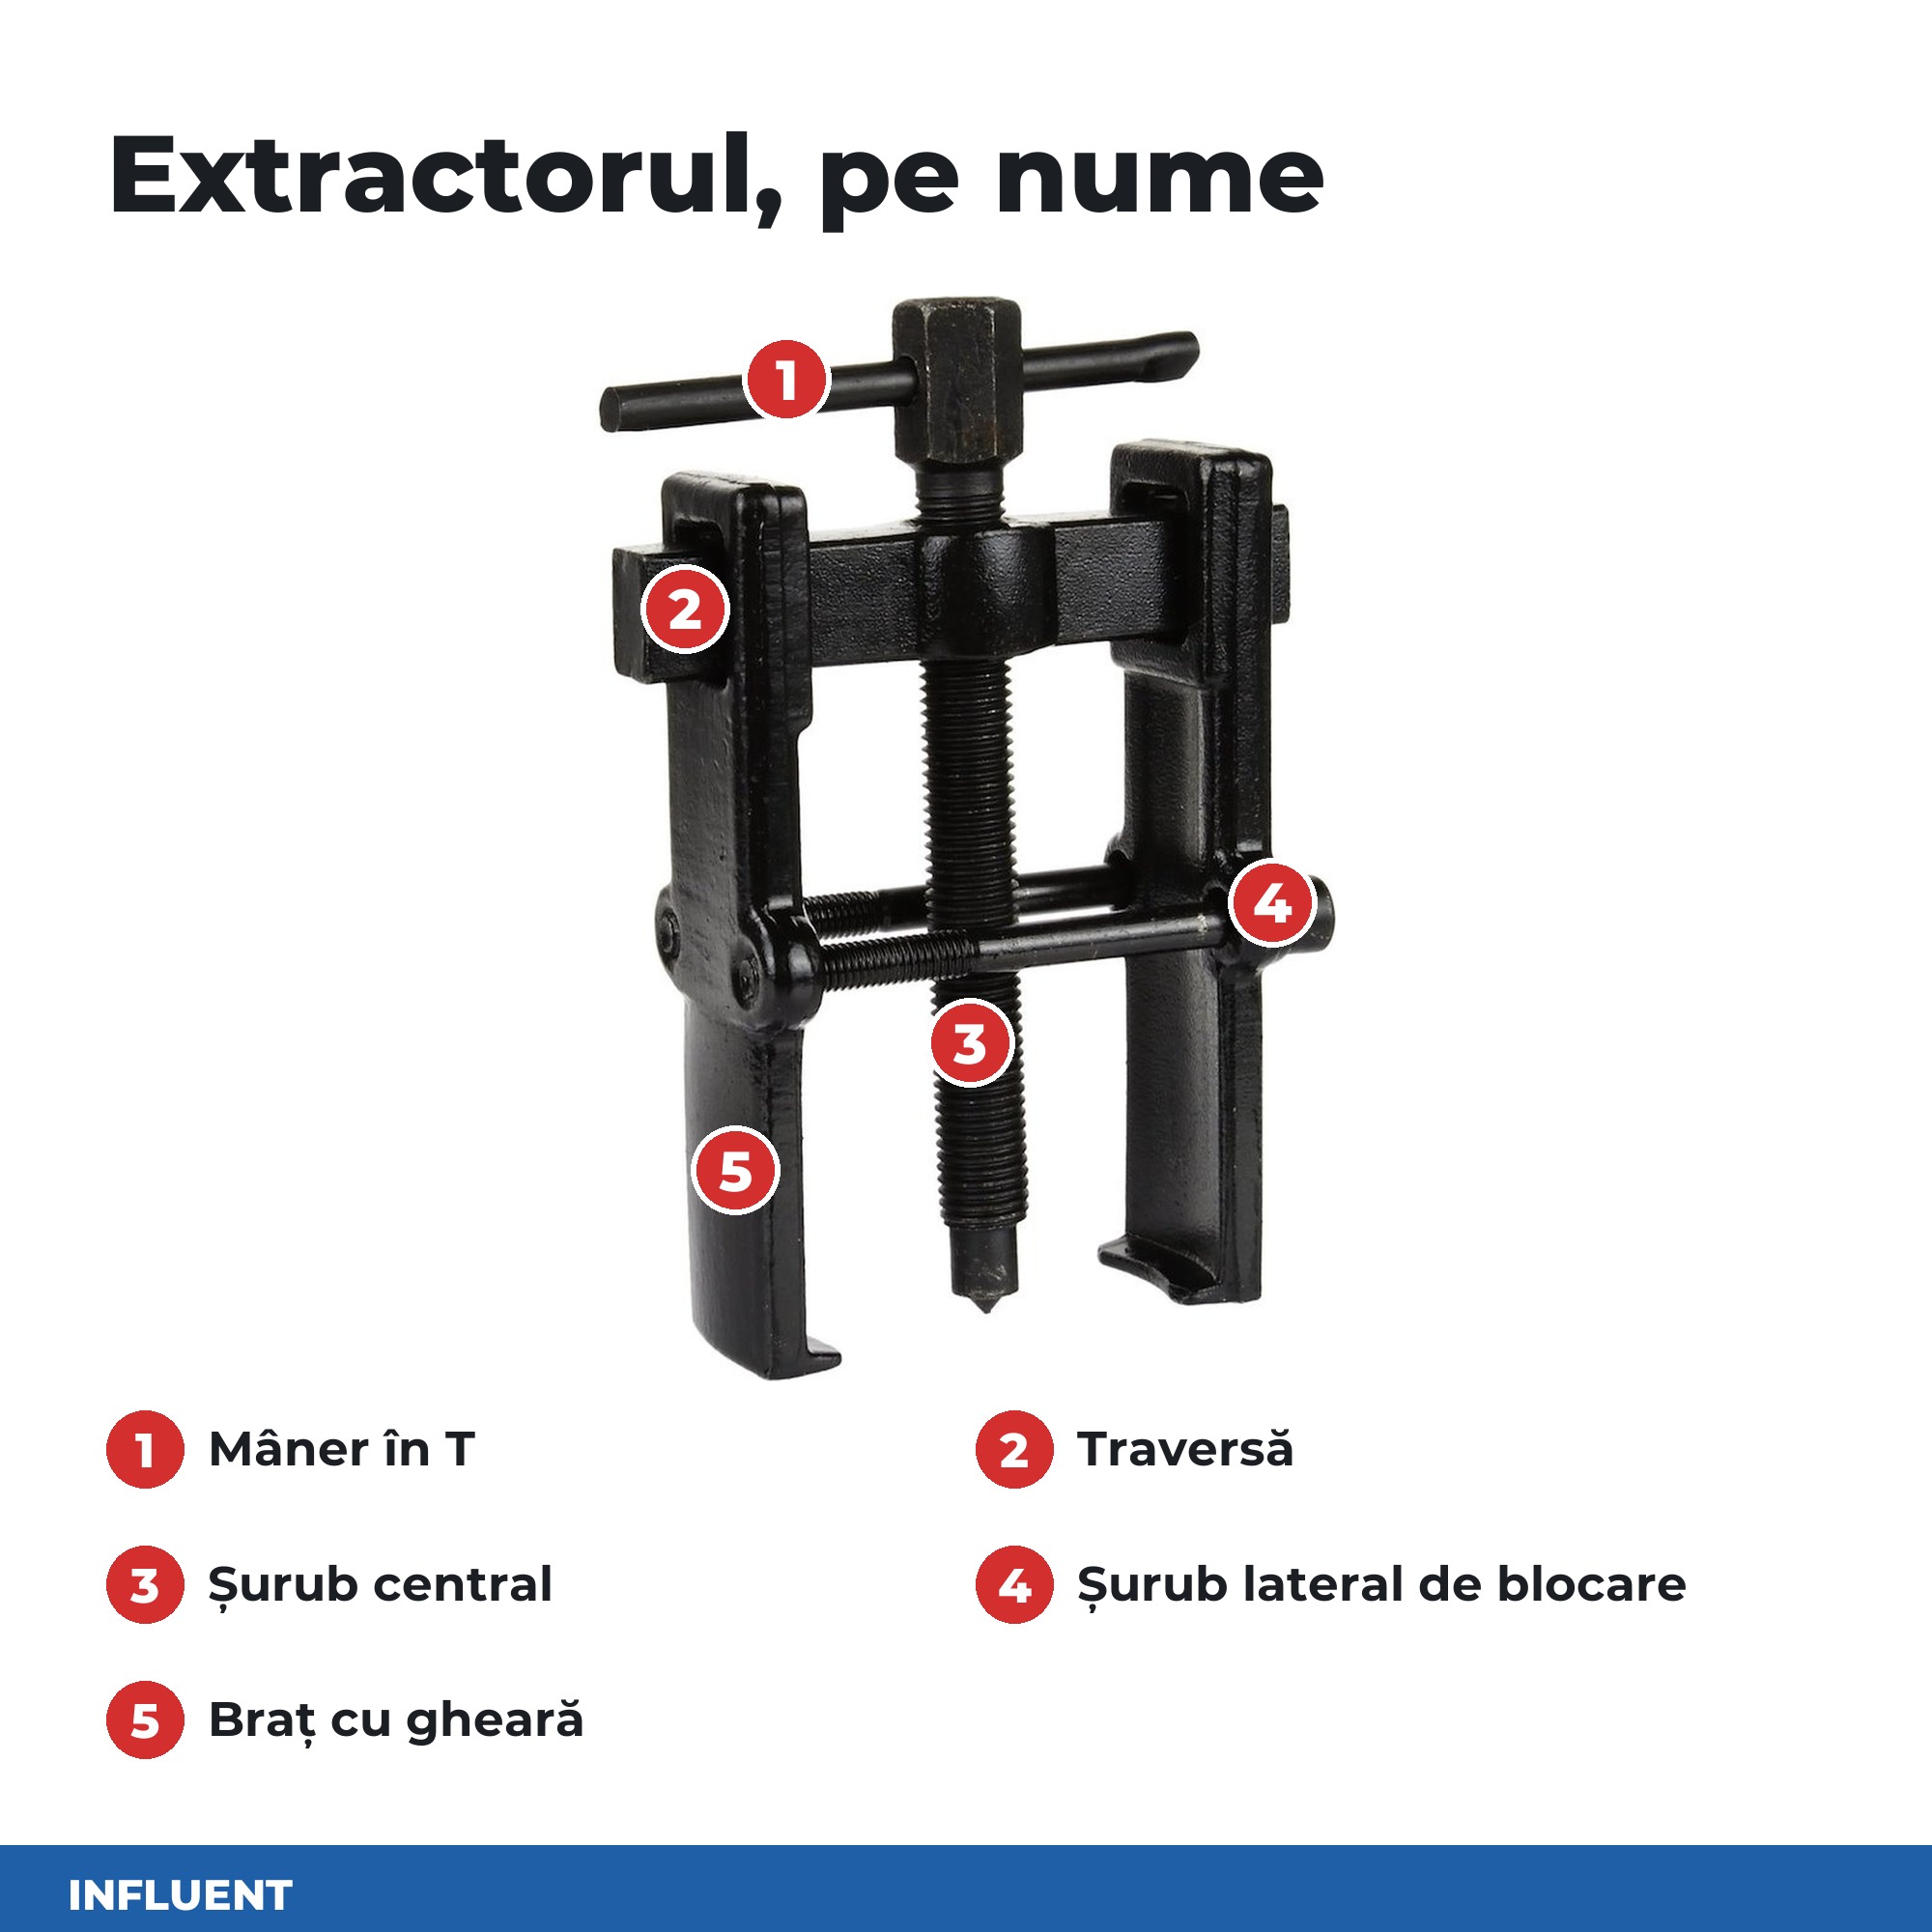 Extractorul, pe nume
1
2
4
3
5
1 Mâner în T
2 Traversă
3 Șurub central
4 Șurub lateral de blocare
5 Braț cu gheară
INFLUENT